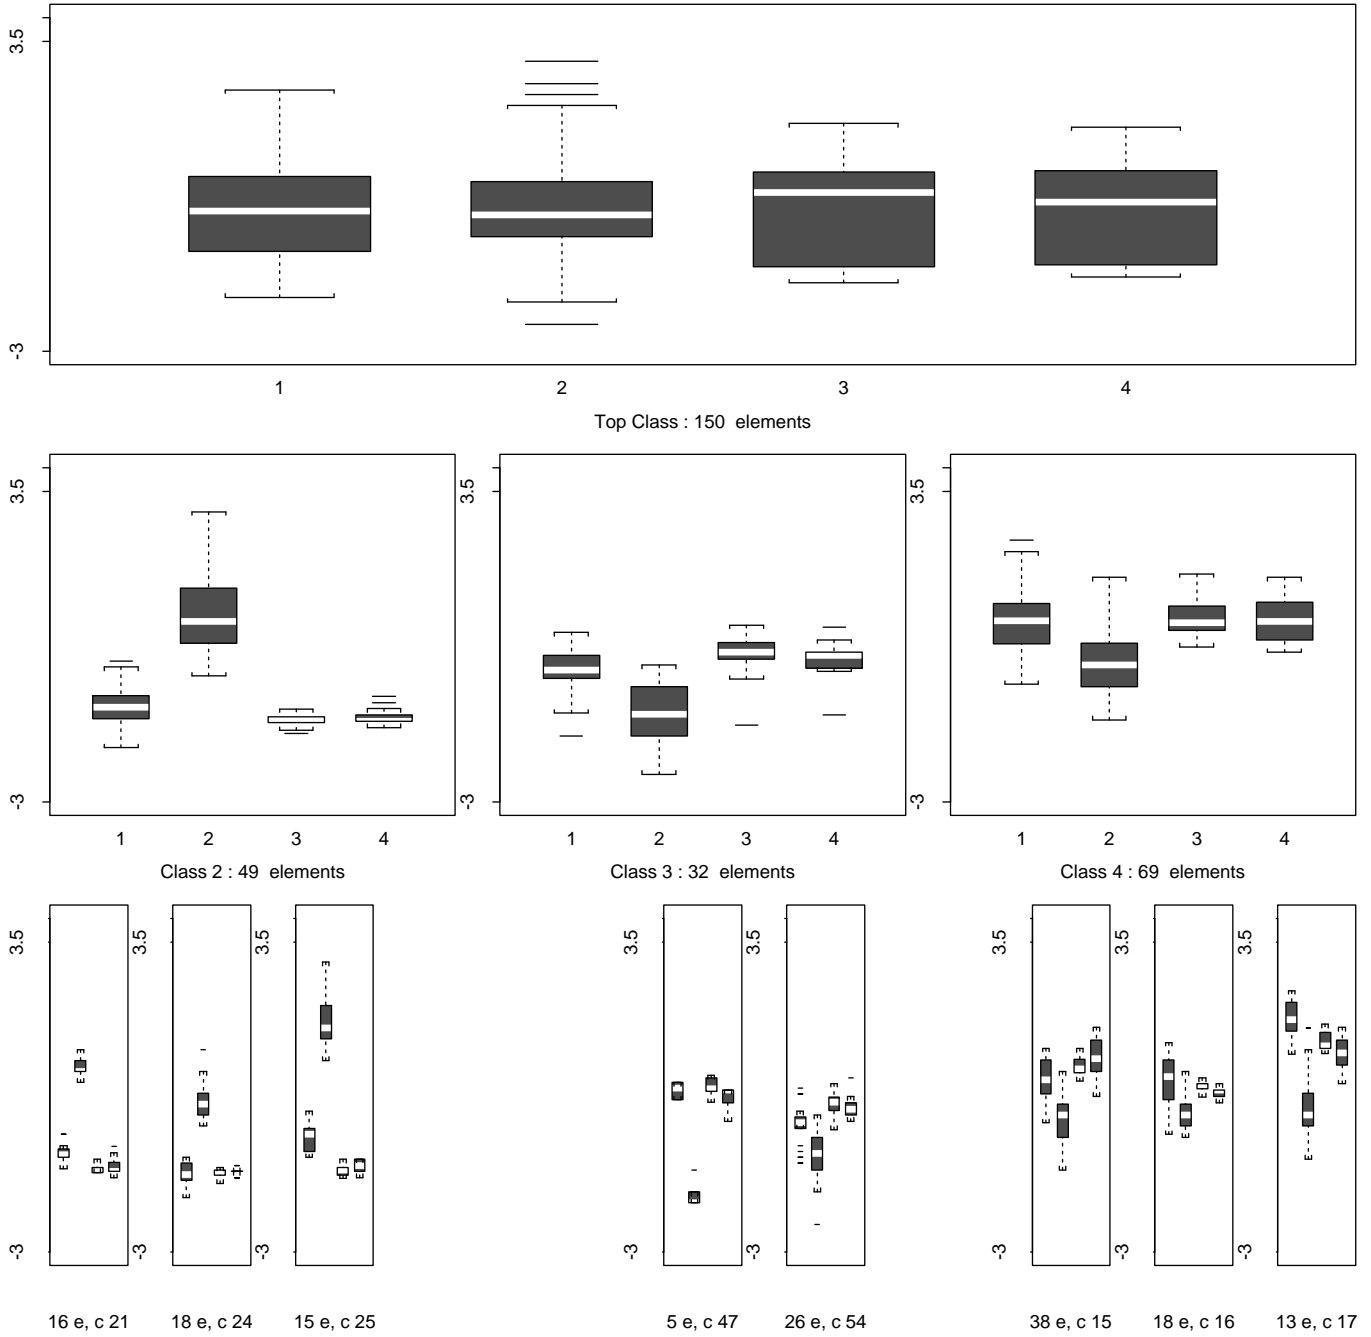 3.5
-3
1 2 3 4
Top Class : 150 elements
3.5 3.5 3.5
-3 -3 -3
1 2 3 4 1 2 3 4 1 2 3 4
Class 2 : 49 elements Class 3 : 32 elements Class 4 : 69 elements
3.5 3.5 3.5 3.5 3.5 3.5 3.5 3.5
-3 -3 -3 -3 -3 -3 -3 -3
16 e, c 21 18 e, c 24 15 e, c 25 5 e, c 47 26 e, c 54 38 e, c 15 18 e, c 16 13 e, c 17